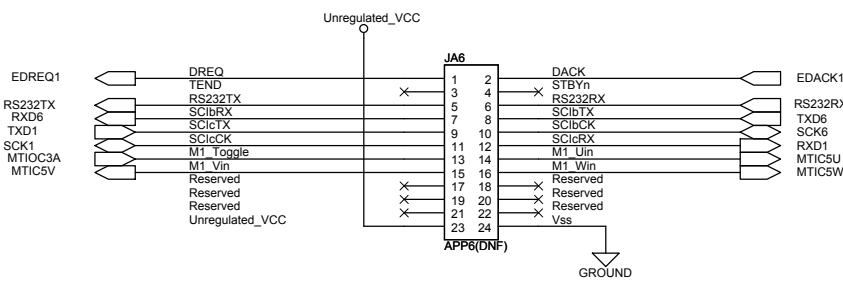 Unregulated_VCC
JA6
EDREQ1 DREQ 1 2 DACK EDACK1
TEND 3 4 STBYn
RS232TX RS232TX 5 6 RS232RX RS232RX
RXD6 SCIbRX 7 8 SCIbTX TXD6
TXD1 SCIcTX 9 10 SCIbCK SCK6
SCK1 SCIcCK 11 12 SCIcRX RXD1
MTIOC3A M1_Toggle 13 14 M1_Uin MTIC5U
MTIC5V M1_Vin 15 16 M1_Win MTIC5W
Reserved 17 18 Reserved
Reserved 19 20 Reserved
Reserved 21 22 Reserved
Unregulated_VCC 23 24 Vss
APP6(DNF)
GROUND